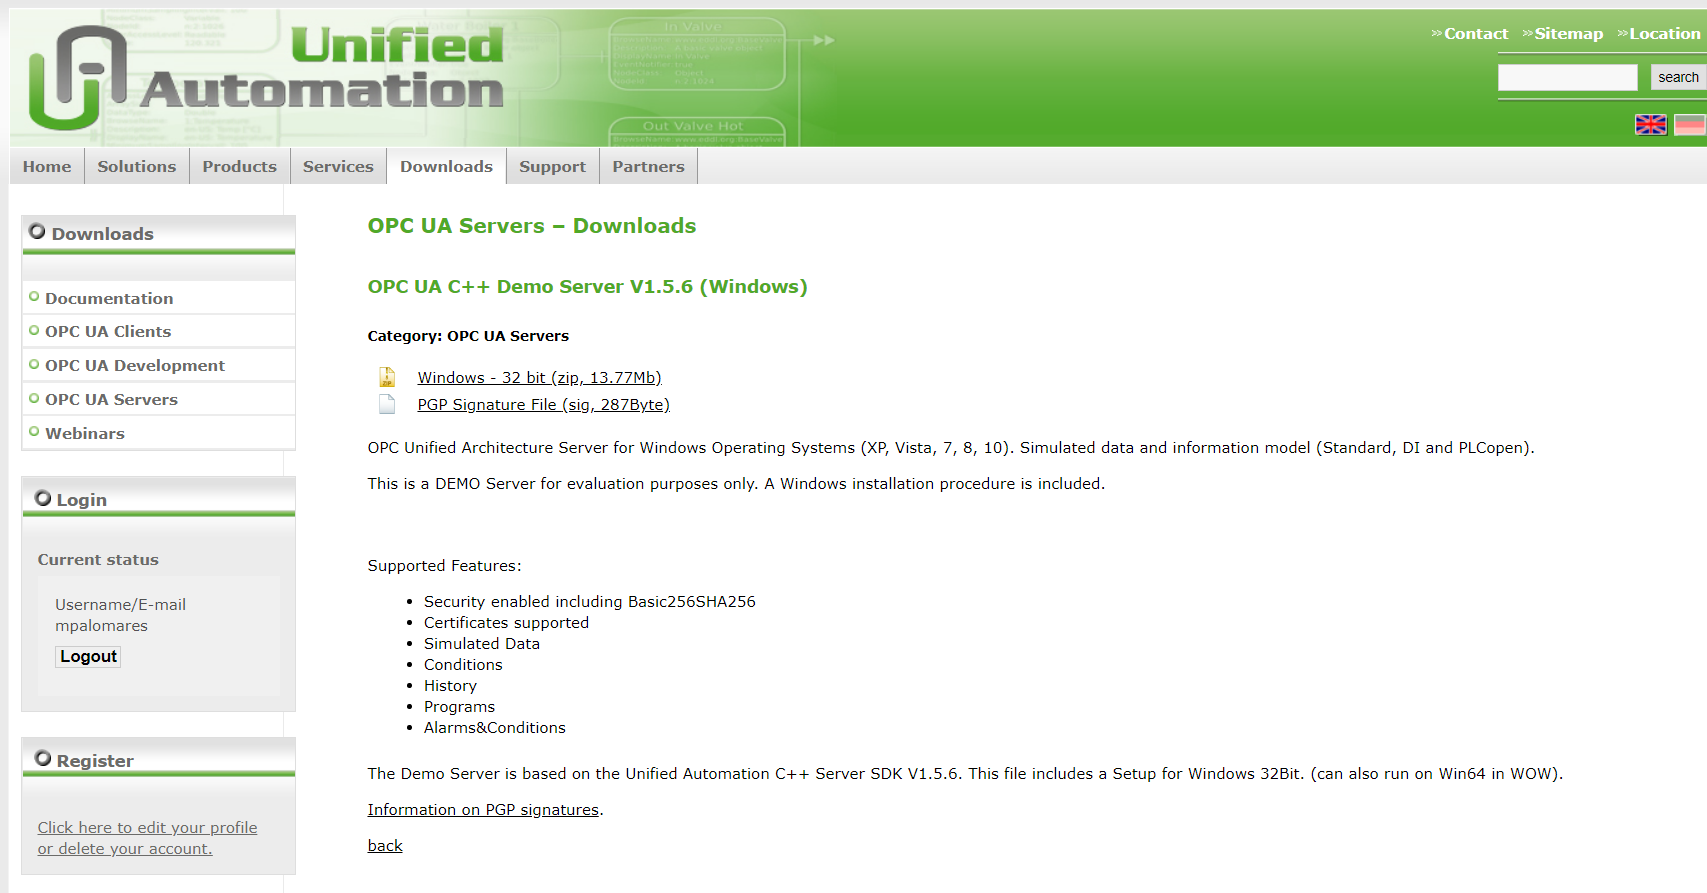 Unified
Automation
In Valve
Out Valve Hot
»Contact »Sitemap »Location
search
Home Solutions Products Services Downloads Support Partners
Downloads
Documentation
OPC UA Clients
OPC UA Development
OPC UA Servers
Webinars
Login
Current status
Username/E-mail
mpalomares
Logout
Register
Click here to edit your profile
or delete your account.
OPC UA Servers – Downloads
OPC UA C++ Demo Server V1.5.6 (Windows)
Category: OPC UA Servers
Windows - 32 bit (zip, 13.77Mb)
PGP Signature File (sig, 287Byte)
OPC Unified Architecture Server for Windows Operating Systems (XP, Vista, 7, 8, 10). Simulated data and information model (Standard, DI and PLCopen).
This is a DEMO Server for evaluation purposes only. A Windows installation procedure is included.
Supported Features:
• Security enabled including Basic256SHA256
• Certificates supported
• Simulated Data
• Conditions
• History
• Programs
• Alarms&Conditions
The Demo Server is based on the Unified Automation C++ Server SDK V1.5.6. This file includes a Setup for Windows 32Bit. (can also run on Win64 in WOW).
Information on PGP signatures.
back